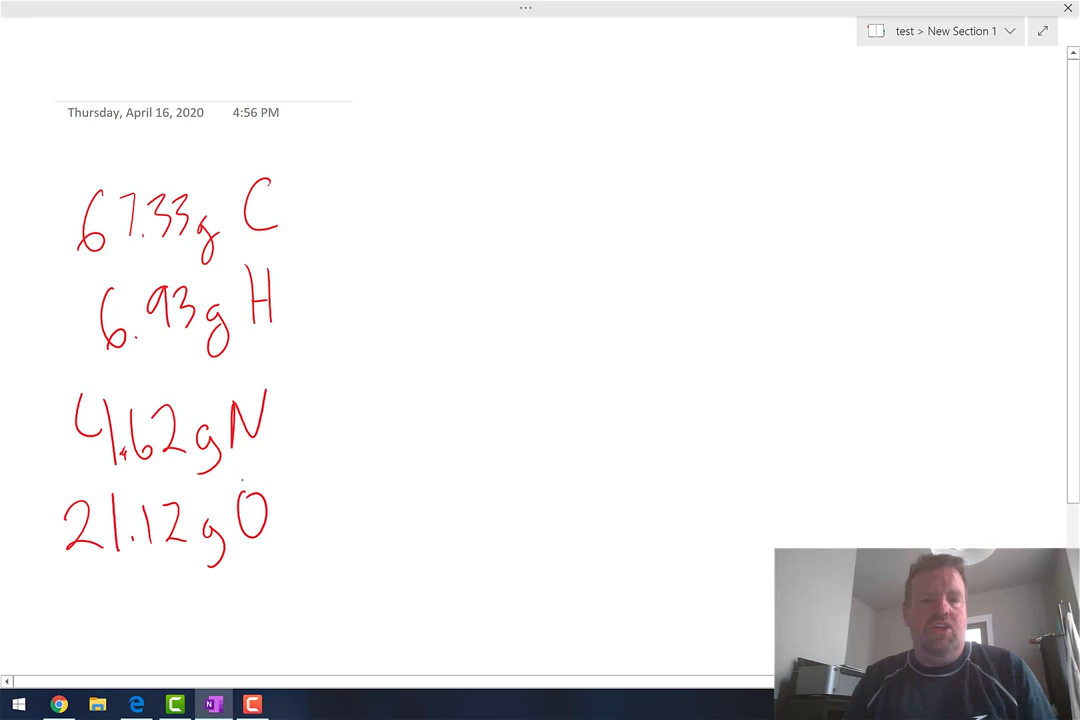 test > New Section 1
Thursday, April 16, 2020 4:56 PM
67.33g C
6.93g H
4.62g N
21.12g O